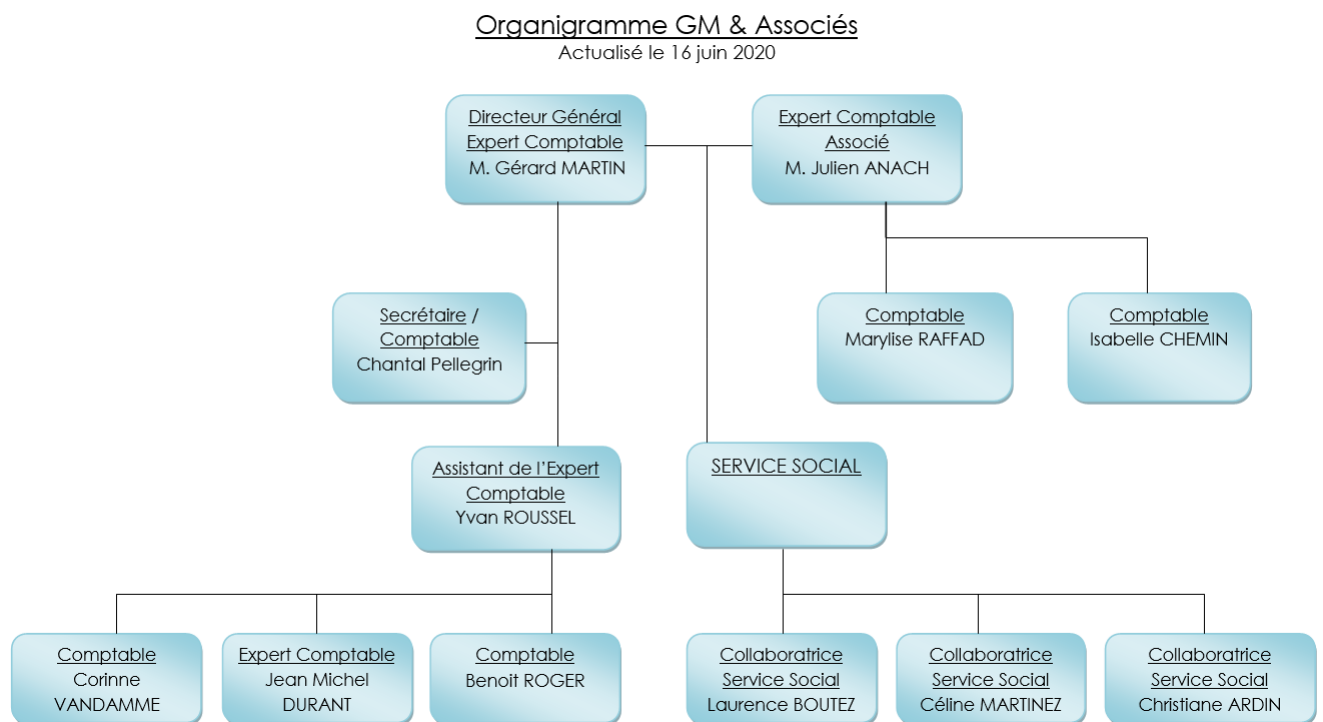 Organigramme GM & Associés
Actualisé le 16 juin 2020
Directeur Général
Expert Comptable
M. Gérard MARTIN
Expert Comptable
Associé
M. Julien ANACH
Secrétaire /
Comptable
Chantal Pellegrin
Comptable
Marylise RAFFAD
Comptable
Isabelle CHEMIN
Assistant de l'Expert
Comptable
Yvan ROUSSEL
SERVICE SOCIAL
Comptable
Corinne
VANDAMME
Expert Comptable
Jean Michel
DURANT
Comptable
Benoit ROGER
Collaboratrice
Service Social
Laurence BOUTEZ
Collaboratrice
Service Social
Céline MARTINEZ
Collaboratrice
Service Social
Christiane ARDIN